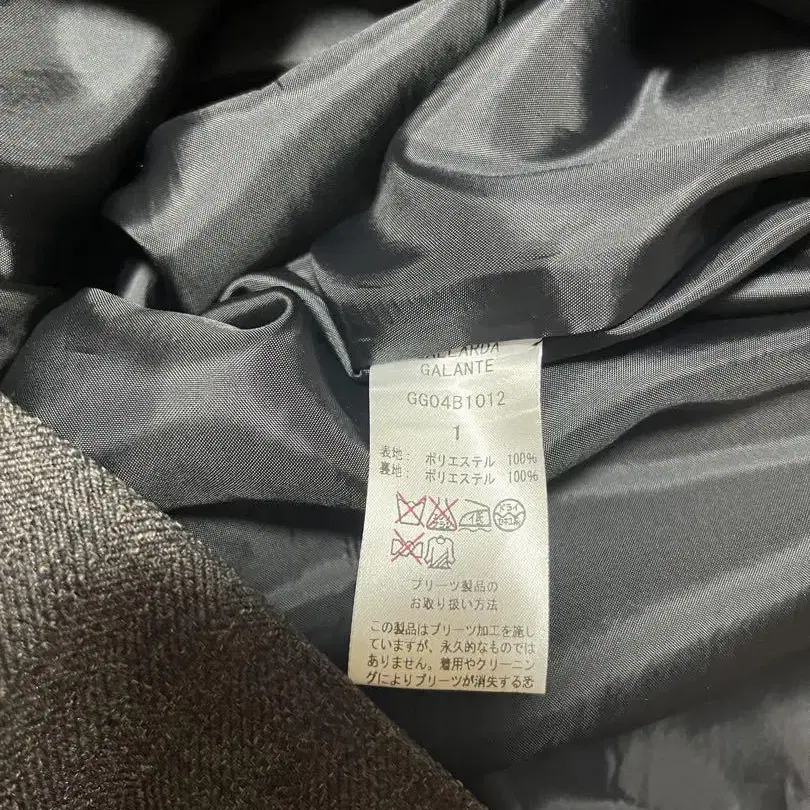 GALLARDA
GALANTE
GG04B1012
1
表地: ポリエステル 100%
裏地: ポリエステル 100%
プリーツ製品の
お取り扱い方法
この製品はプリーツ加工を施し
ていますが、永久的なものでは
ありません。着用やクリーニン
グによりプリーツが消失する恐